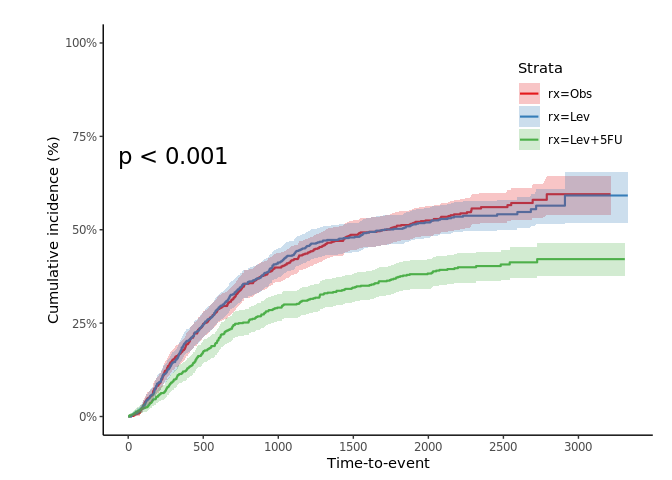 100%
Strata
rx=Obs
rx=Lev
75%
rx=Lev+5FU
p < 0.001
Cumulative incidence (%)
50%
25%
0%
0 500 1000 1500 2000 2500 3000
Time-to-event